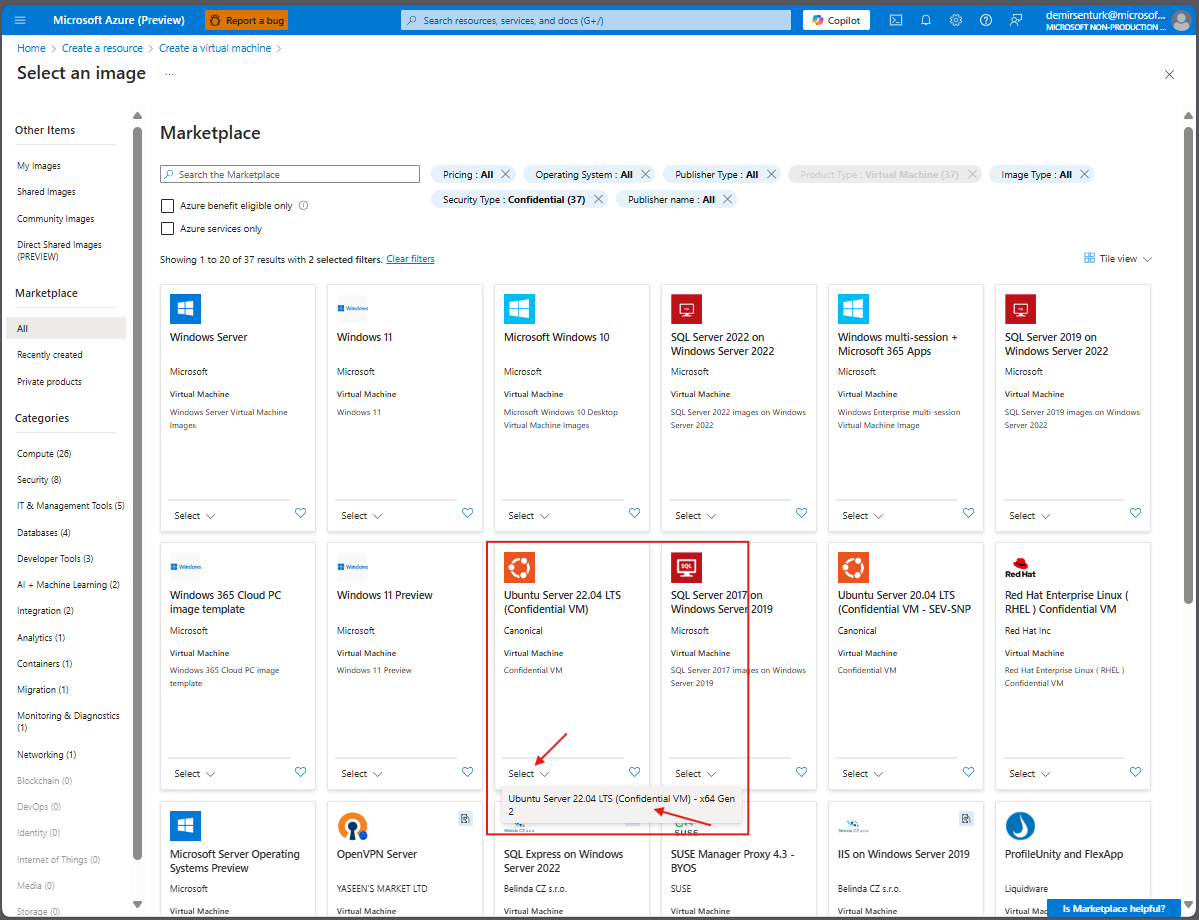 Microsoft Azure (Preview)
Report a bug
Search resources, services, and docs (G+/)
Copilot
demirsenturk@microsof...
MICROSOFT NON-PRODUCTION ...
Home > Create a resource > Create a virtual machine >
Select an image ...
Other Items
My Images
Shared Images
Community Images
Direct Shared Images
(PREVIEW)
Marketplace
All
Recently created
Private products
Categories
Compute (26)
Security (8)
IT & Management Tools (5)
Databases (4)
Developer Tools (3)
AI + Machine Learning (2)
Integration (2)
Analytics (1)
Containers (1)
Migration (1)
Monitoring & Diagnostics
(1)
Networking (1)
Blockchain (0)
DevOps (0)
Identity (0)
Internet of Things (0)
Media (0)
Storage (0)
Marketplace
Search the Marketplace
Pricing : All
Operating System : All
Publisher Type : All
Product Type : Virtual Machine (37)
Image Type : All
Security Type : Confidential (37)
Publisher name : All
Azure benefit eligible only
Azure services only
Showing 1 to 20 of 37 results with 2 selected filters. Clear filters
Tile view
Windows Server
Microsoft
Virtual Machine
Windows Server Virtual Machine
Images
Select
Windows
Windows 11
Microsoft
Virtual Machine
Windows 11
Select
Microsoft Windows 10
Microsoft
Virtual Machine
Microsoft Windows 10 Desktop
Virtual Machine Images
Select
SQL Server 2022 on
Windows Server 2022
Microsoft
Virtual Machine
SQL Server 2022 images on Windows
Server 2022
Select
Windows multi-session +
Microsoft 365 Apps
Microsoft
Virtual Machine
Windows Enterprise multi-session
Virtual Machine Image
Select
SQL Server 2019 on
Windows Server 2022
Microsoft
Virtual Machine
SQL Server 2019 images on Windows
Server 2022
Select
Windows
Windows 365 Cloud PC
image template
Microsoft
Virtual Machine
Windows 365 Cloud PC image
template
Select
Windows
Windows 11 Preview
Microsoft
Virtual Machine
Windows 11 Preview
Select
Ubuntu Server 22.04 LTS
(Confidential VM)
Canonical
Virtual Machine
Confidential VM
Select
Ubuntu Server 22.04 LTS (Confidential VM) - x64 Gen
2
SQL
SQL Server 2017 on
Windows Server 2019
Microsoft
Virtual Machine
SQL Server 2017 images on Windows
Server 2019
Select
Ubuntu Server 20.04 LTS
(Confidential VM - SEV-SNP
Canonical
Virtual Machine
Confidential VM
Select
Red Hat
Red Hat Enterprise Linux (
RHEL ) Confidential VM
Red Hat Inc
Virtual Machine
Red Hat Enterprise Linux ( RHEL )
Confidential VM
Select
Microsoft Server Operating
Systems Preview
Microsoft
Virtual Machine
OpenVPN Server
YASEEN'S MARKET LTD
Virtual Machine
Belinda CZ s.r.o.
SQL Express on Windows
Server 2022
Belinda CZ s.r.o.
Virtual Machine
SUSE
SUSE Manager Proxy 4.3 -
BYOS
SUSE
Virtual Machine
Belinda CZ s.r.o.
IIS on Windows Server 2019
Belinda CZ s.r.o.
Virtual Machine
ProfileUnity and FlexApp
Liquidware
Virtual Machine
Is Marketplace helpful?